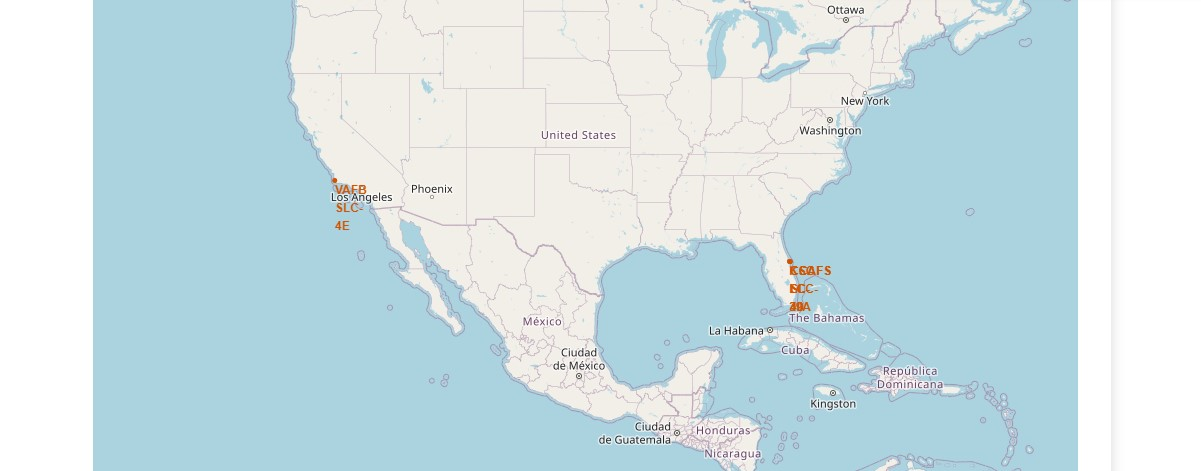 Ottawa
New York
Washington
United States
VAFB
SLC-
4E
Los Angeles
Phoenix
The Bahamas
México
La Habana
Cuba
Ciudad
de México
República
Dominicana
Kingston
Ciudad
de Guatemala
Honduras
Nicaragua